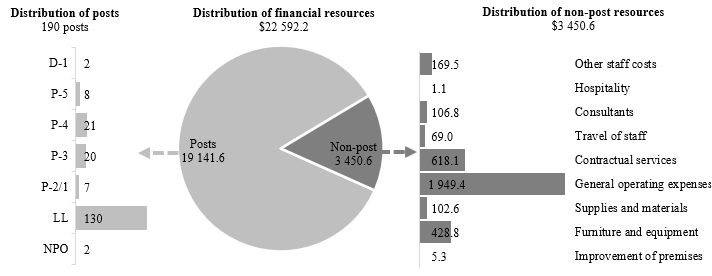 Distribution of posts
190 posts
D-1 2
P-5 8
P-4 21
P-3 20
P-2/1 7
LL 130
NPO 2
Distribution of financial resources
$22 592.2
Posts
19 141.6
Non-post
3 450.6
Distribution of non-post resources
$3 450.6
169.5 Other staff costs
1.1 Hospitality
106.8 Consultants
69.0 Travel of staff
618.1 Contractual services
1 949.4 General operating expenses
102.6 Supplies and materials
428.8 Furniture and equipment
5.3 Improvement of premises